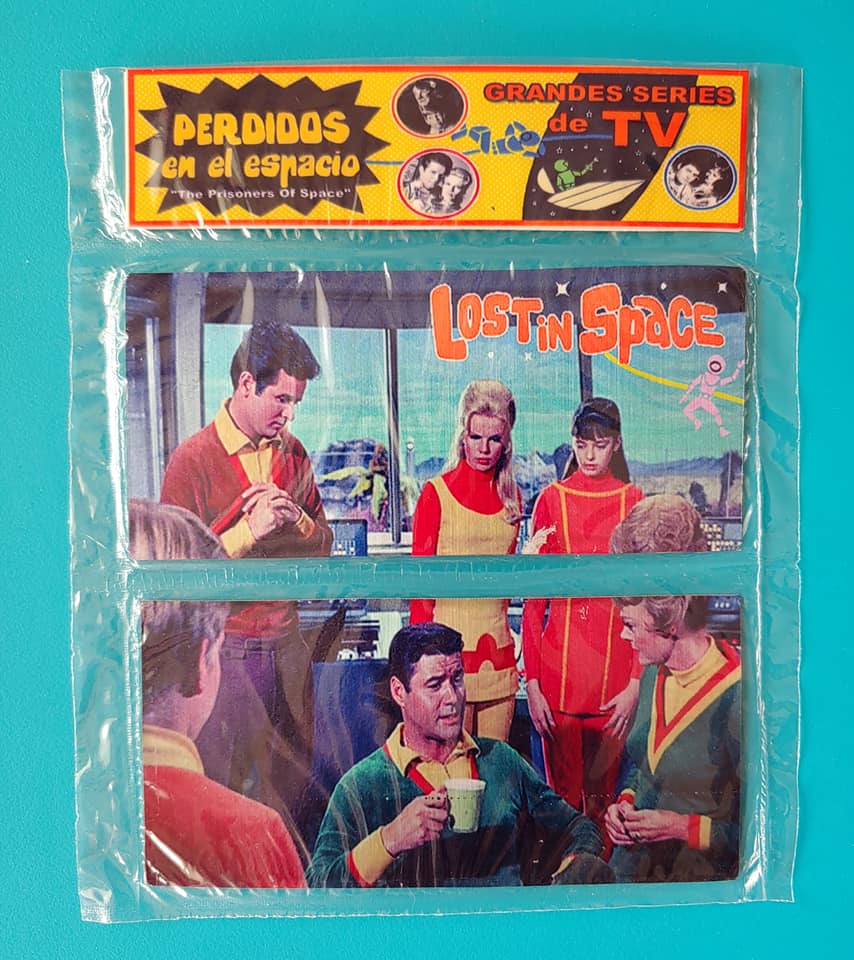 PERDIDOS
en el espacio
"The Prisoners Of Space"
GRANDES SERIES
de TV
LOST iN SPACE